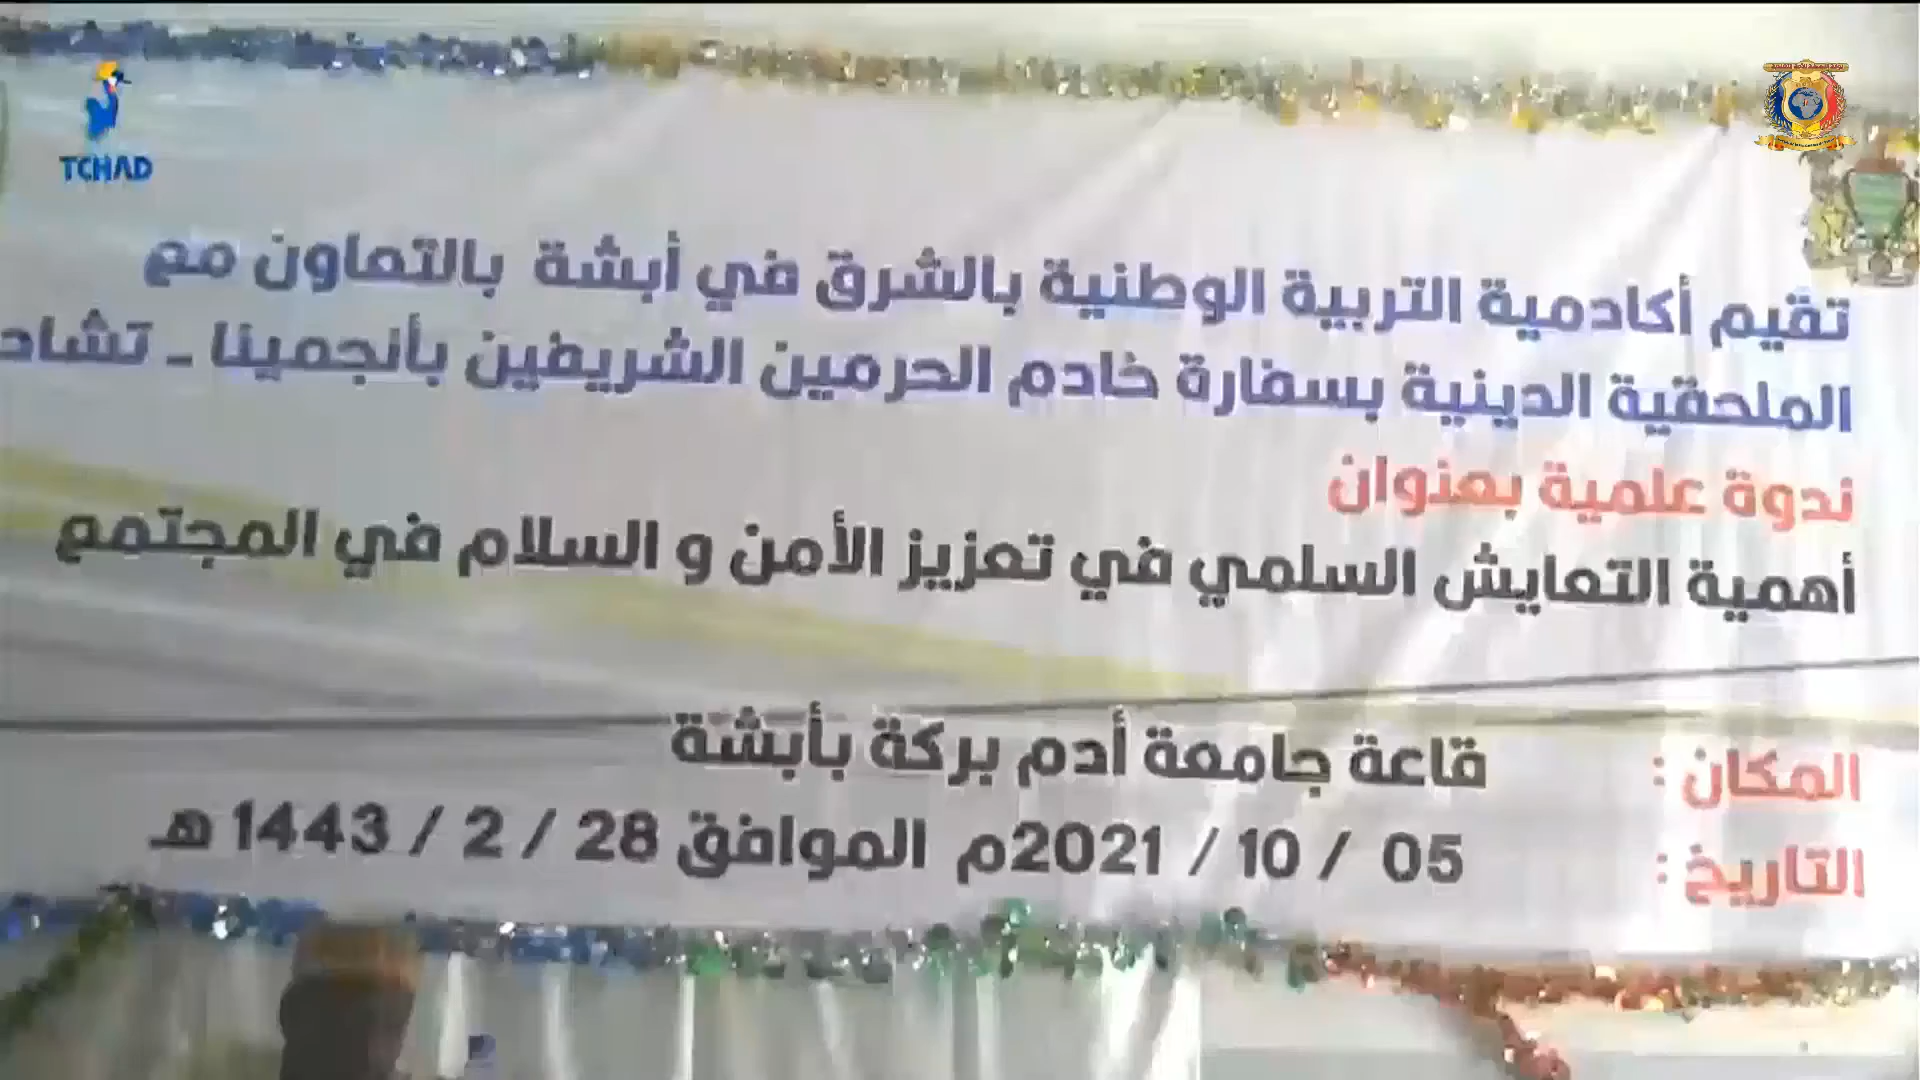 TCHAD
تقيم أكادمية التربية الوطنية بالشرق في أبشة بالتعاون مع
الملحقية الدينية بسفارة خادم الحرمين الشريفين بأنجمينا - تشاد
ندوة علمية بعنوان
أهمية التعايش السلمي في تعزيز الأمن و السلام في المجتمع
المكان : قاعة جامعة أدم بركة بأبشة
التاريخ : 05 / 10 / 2021م الموافق 28 / 2 / 1443 هـ